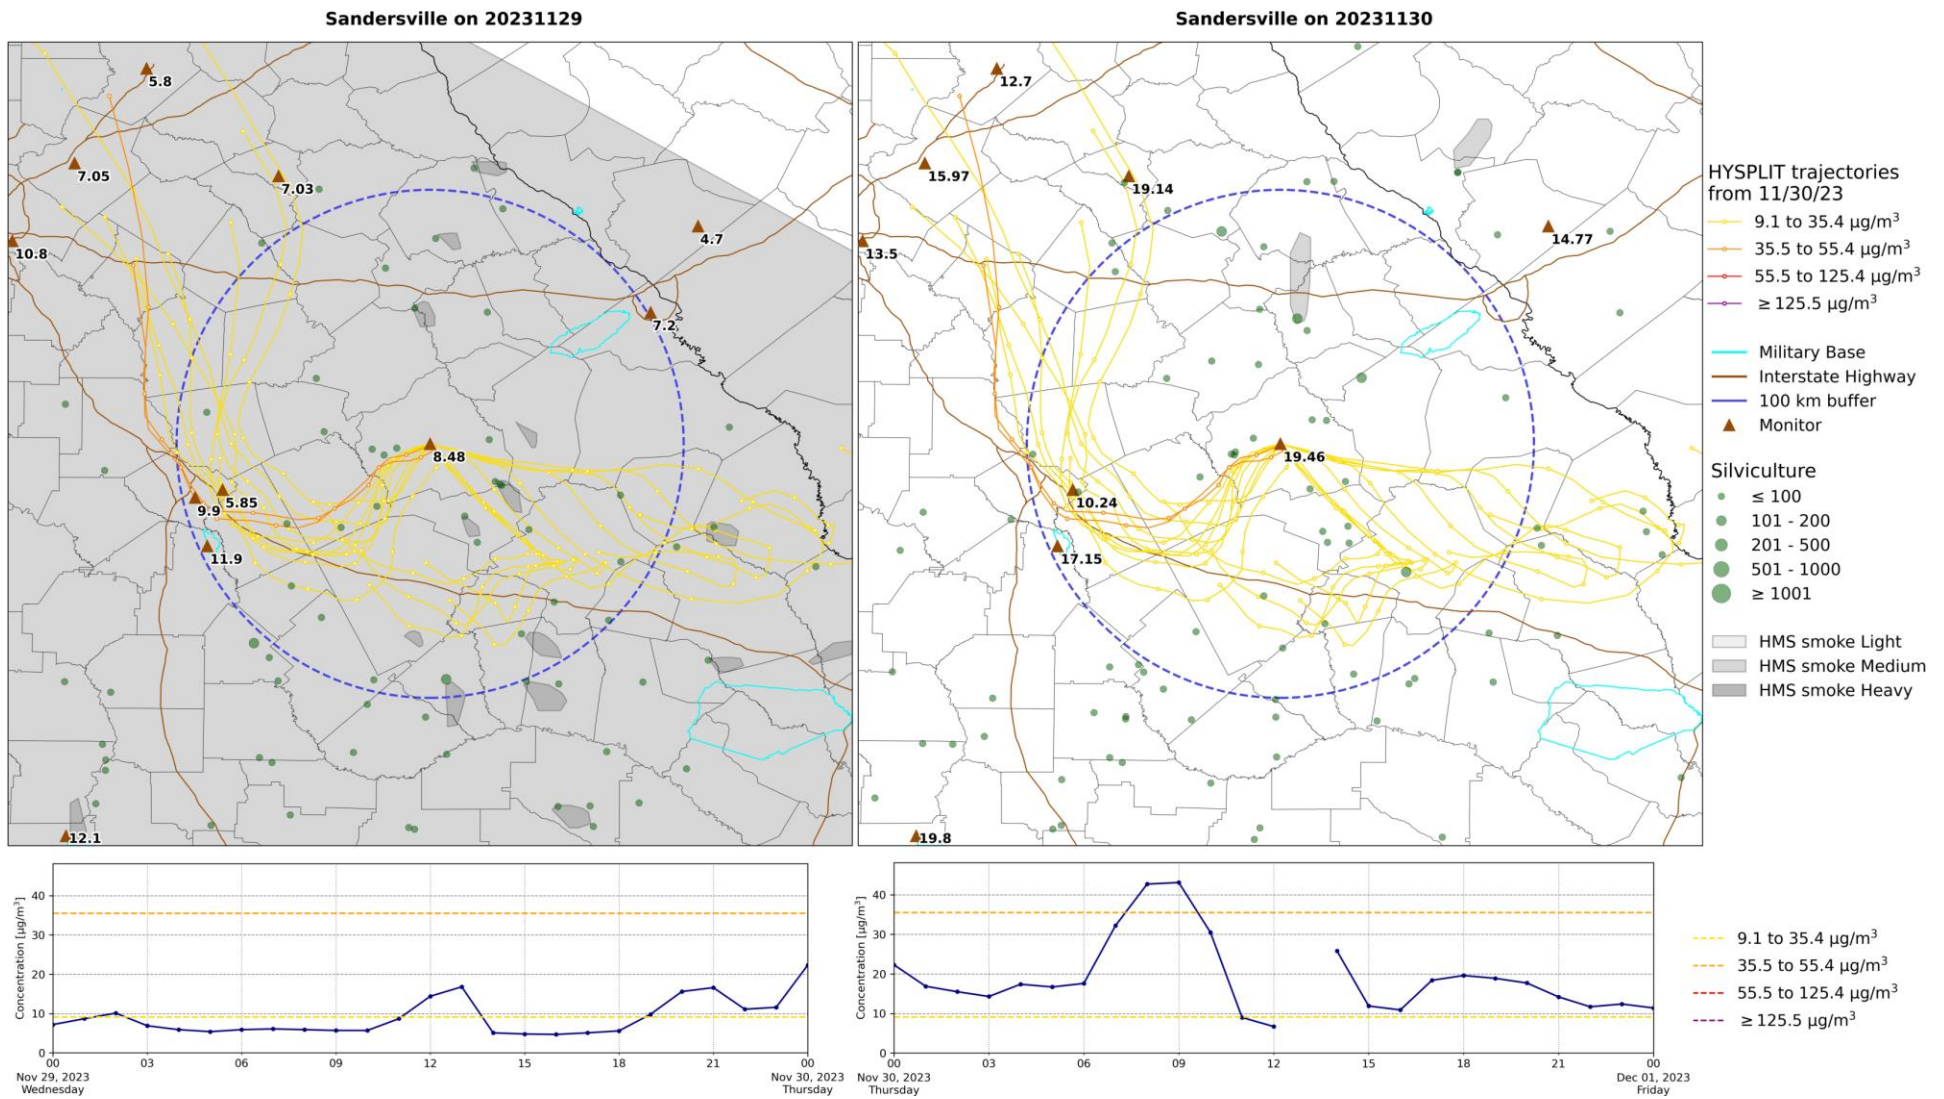 Sandersville on 20231129
5.8
7.05
7.03
10.8
4.7
7.2
8.48
5.85
9.9
11.9
12.1
Sandersville on 20231130
12.7
15.97
19.14
13.5
14.77
19.46
10.24
17.15
19.8
HYSPLIT trajectories
from 11/30/23
9.1 to 35.4 µg/m³
35.5 to 55.4 µg/m³
55.5 to 125.4 µg/m³
≥ 125.5 µg/m³
Military Base
Interstate Highway
100 km buffer
Monitor
Silviculture
≤ 100
101 - 200
201 - 500
501 - 1000
≥ 1001
HMS smoke Light
HMS smoke Medium
HMS smoke Heavy
Concentration [µg/m³]
40
30
20
10
0
00
03
06
09
12
15
18
21
00
Nov 29, 2023
Wednesday
Nov 30, 2023
Thursday
Concentration [µg/m³]
40
30
20
10
0
00
03
06
09
12
15
18
21
00
Nov 30, 2023
Thursday
Dec 01, 2023
Friday
9.1 to 35.4 µg/m³
35.5 to 55.4 µg/m³
55.5 to 125.4 µg/m³
≥ 125.5 µg/m³